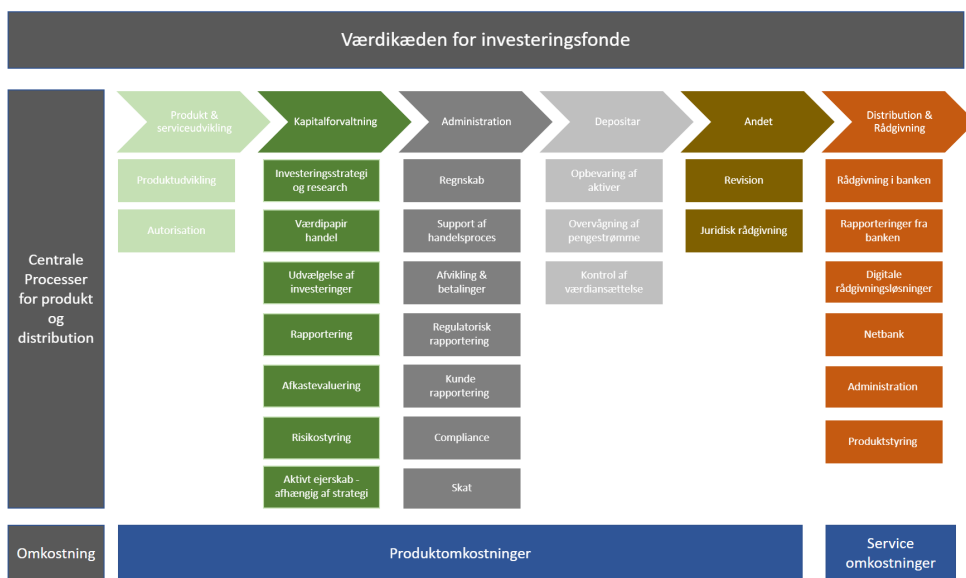 Værdikæden for investeringsfonde
Centrale
Processer
for produkt
og
distribution
Produkt &
serviceudvikling
Produktudvikling
Autorisation
Kapitalforvaltning
Investeringsstrategi
og research
Værdipapir
handel
Udvælgelse af
investeringer
Rapportering
Afkastevaluering
Risikostyring
Aktivt ejerskab -
afhængig af strategi
Administration
Regnskab
Support af
handelsproces
Afvikling &
betalinger
Regulatorisk
rapportering
Kunde
rapportering
Compliance
Skat
Depositar
Opbevaring af
aktiver
Overvågning af
pengestrømme
Kontrol af
værdiansættelse
Andet
Revision
Juridisk rådgivning
Distribution &
Rådgivning
Rådgivning i banken
Rapporteringer fra
banken
Digitale
rådgivningsløsninger
Netbank
Administration
Produktstyring
Omkostning
Produktomkostninger
Service
omkostninger